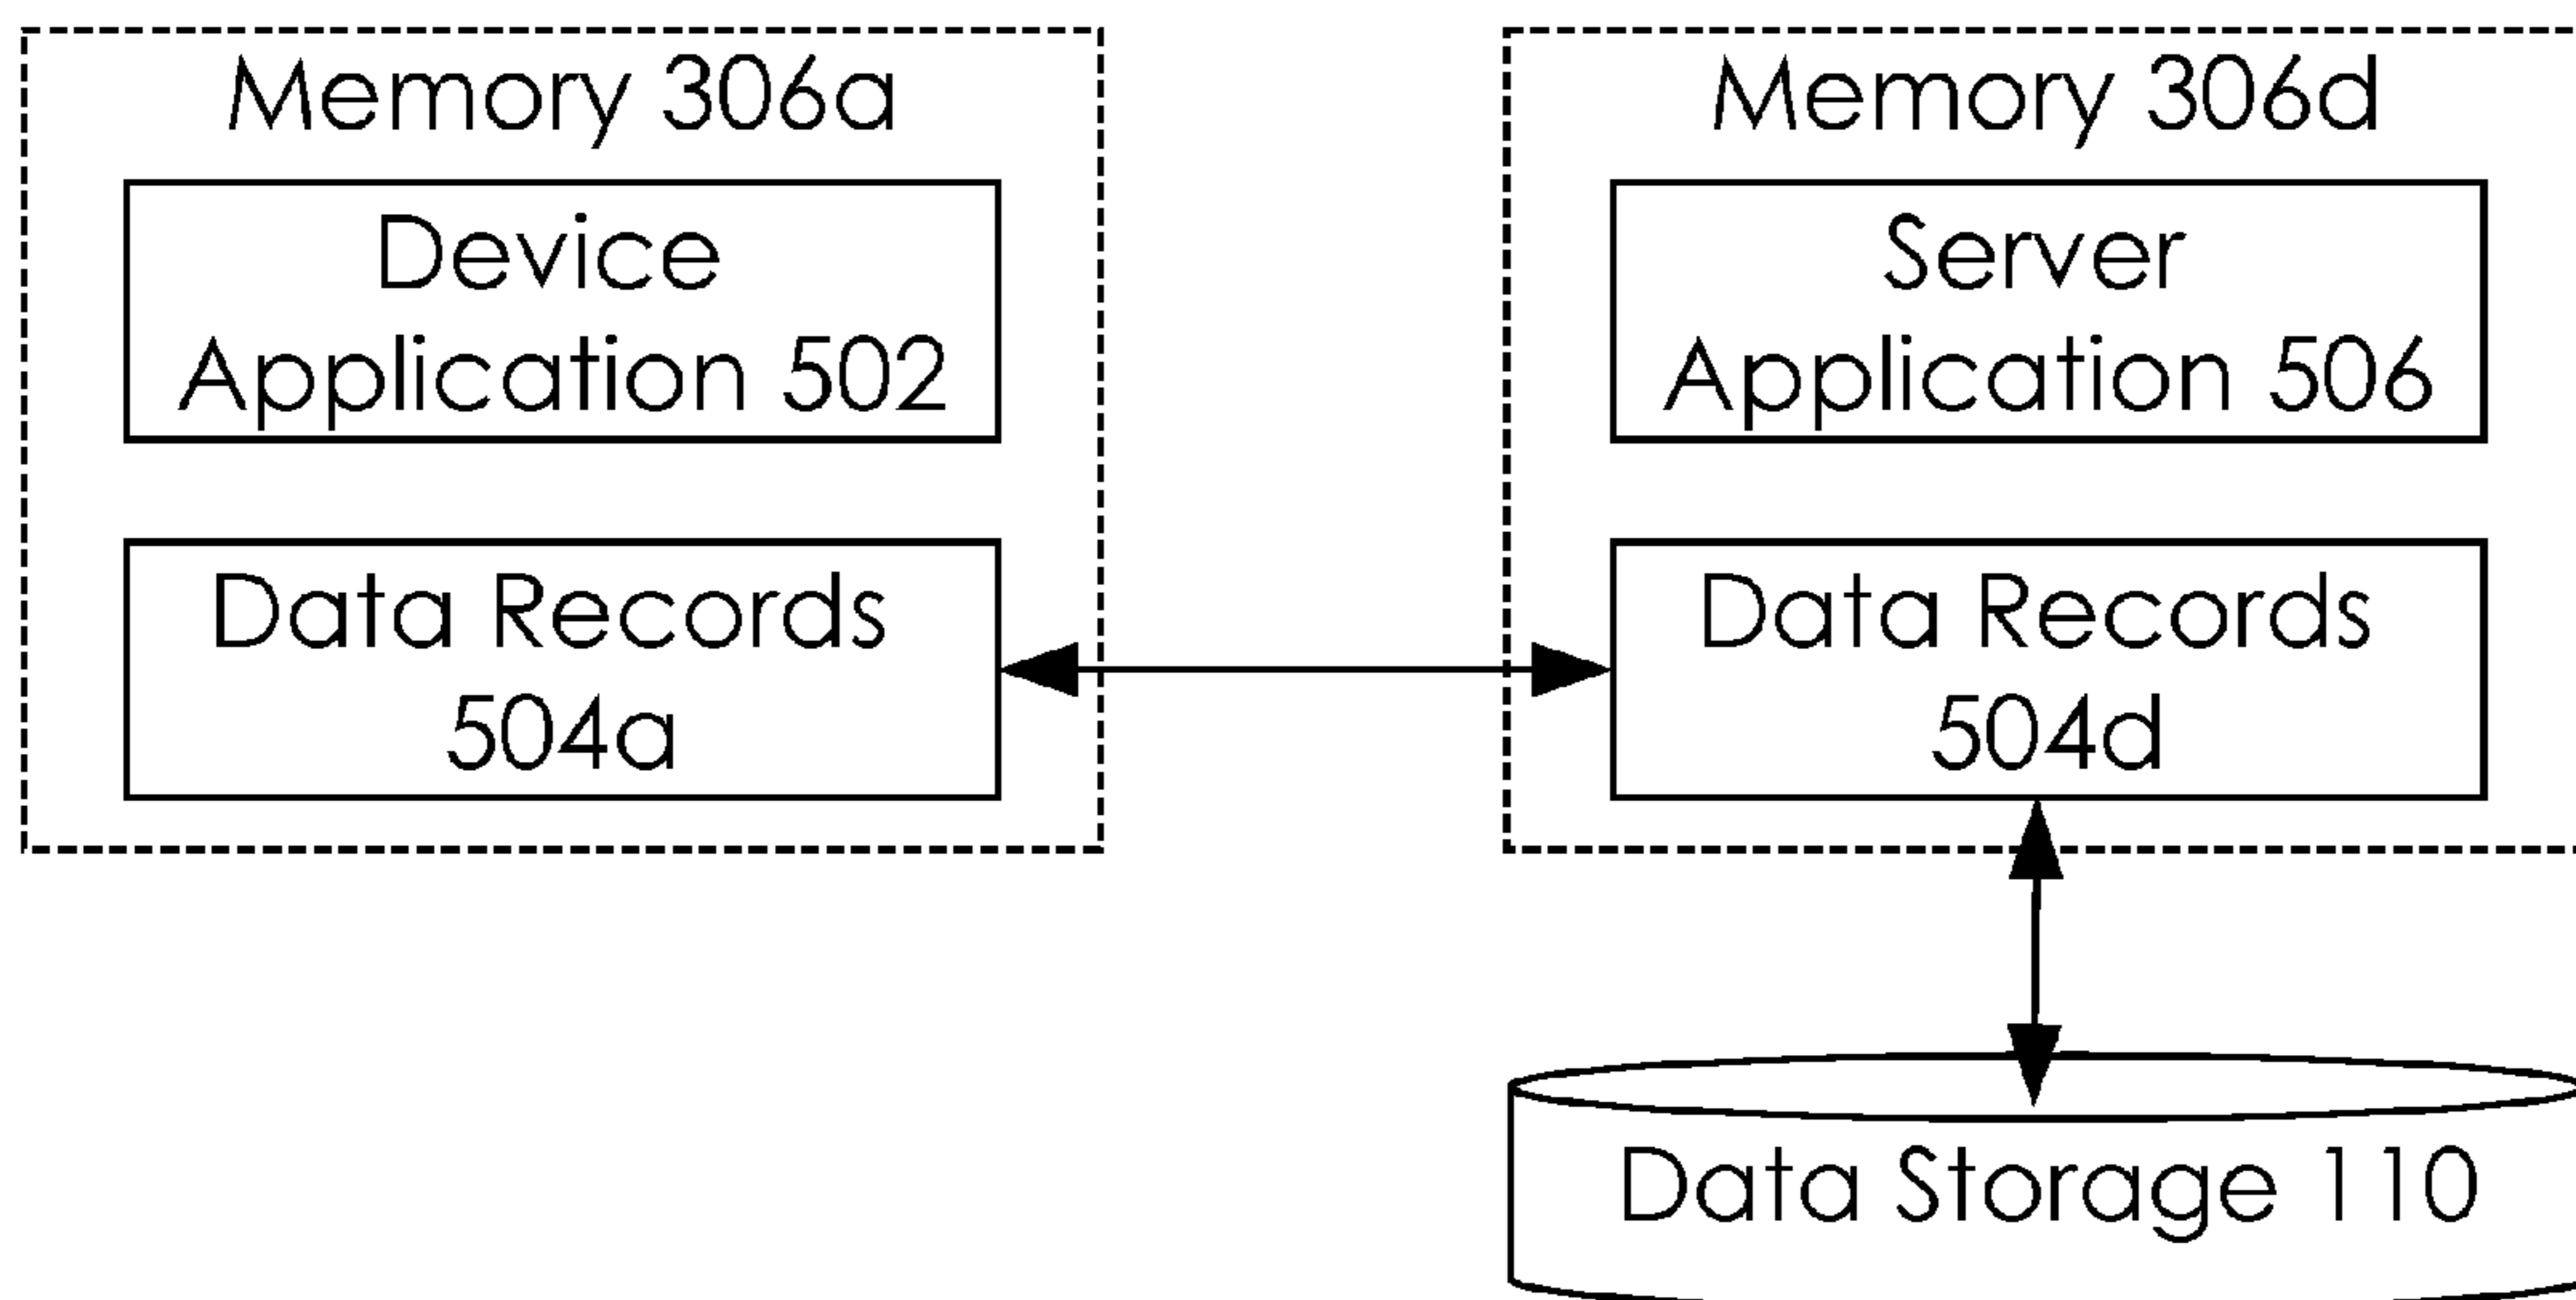 Memory 306a
Device
Application 502
Data Records
504a
Memory 306d
Server
Application 506
Data Records
504d
Data Storage 110